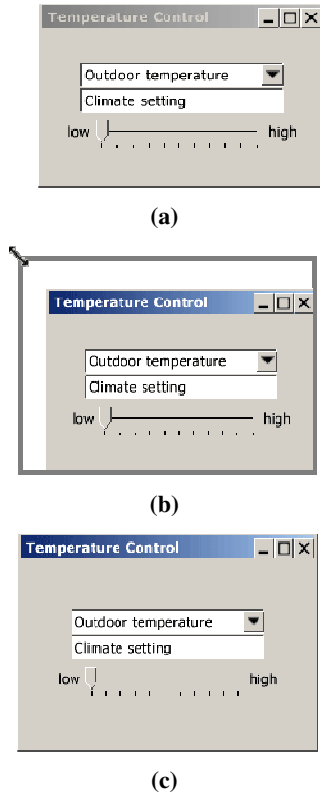 Temperature Control
Outdoor temperature
Climate setting
low high
(a)
Temperature Control
Outdoor temperature
Climate setting
low high
(b)
Temperature Control
Outdoor temperature
Climate setting
low high
(c)